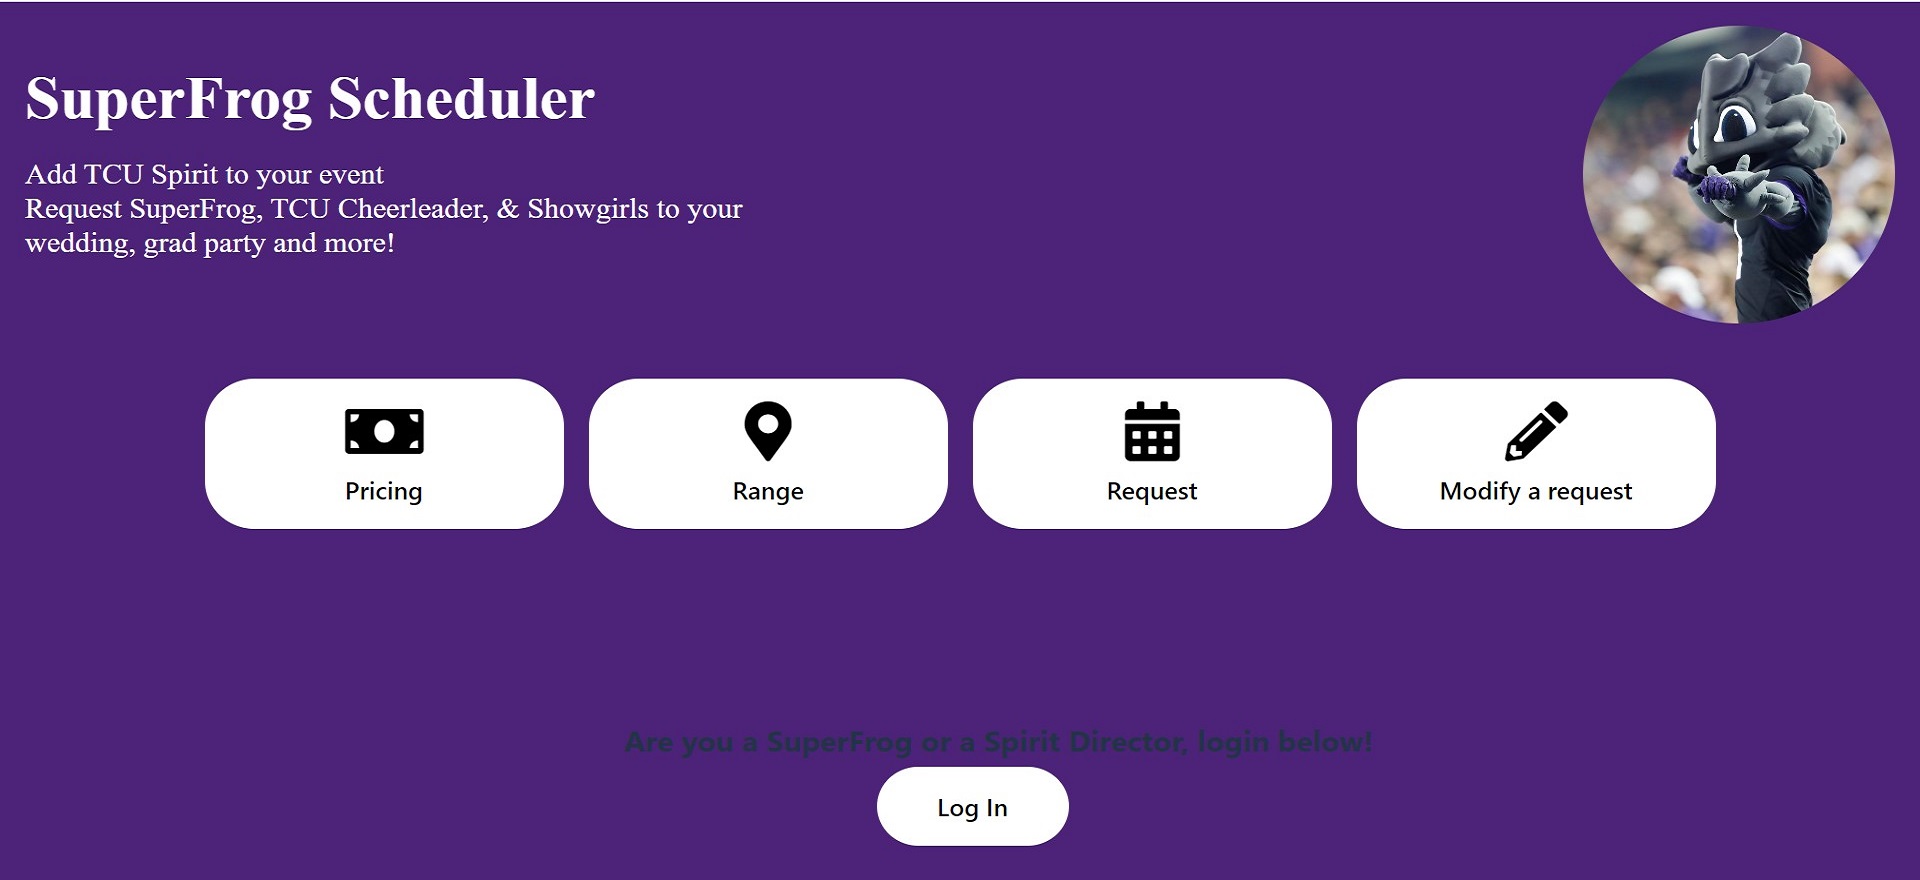 SuperFrog Scheduler
Add TCU Spirit to your event
Request SuperFrog, TCU Cheerleader, & Showgirls to your
wedding, grad party and more!
Pricing
Range
Request
Modify a request
Are you a SuperFrog or a Spirit Director, login below!
Log In